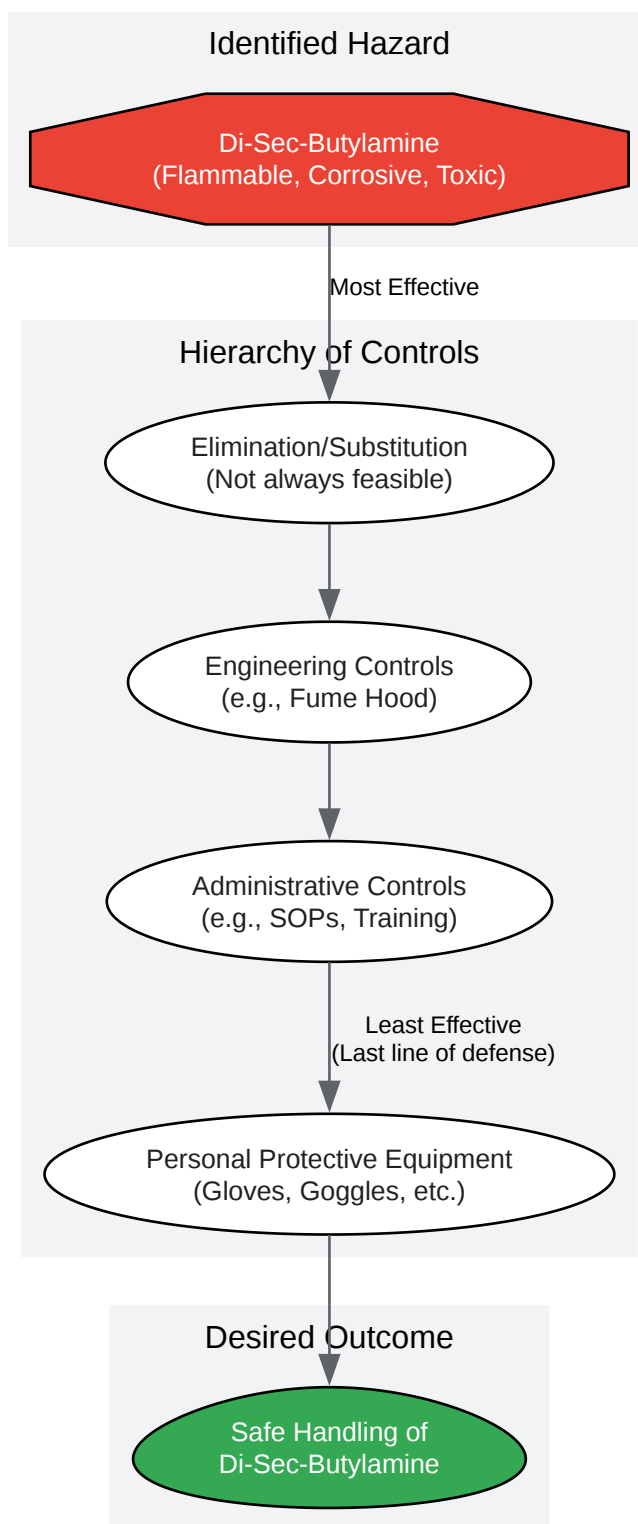 Identified Hazard
Di-Sec-Butylamine
(Flammable, Corrosive, Toxic)
Most Effective
Hierarchy of Controls
Elimination/Substitution
(Not always feasible)
Engineering Controls
(e.g., Fume Hood)
Administrative Controls
(e.g., SOPs, Training)
Least Effective
(Last line of defense)
Personal Protective Equipment
(Gloves, Goggles, etc.)
Desired Outcome
Safe Handling of
Di-Sec-Butylamine